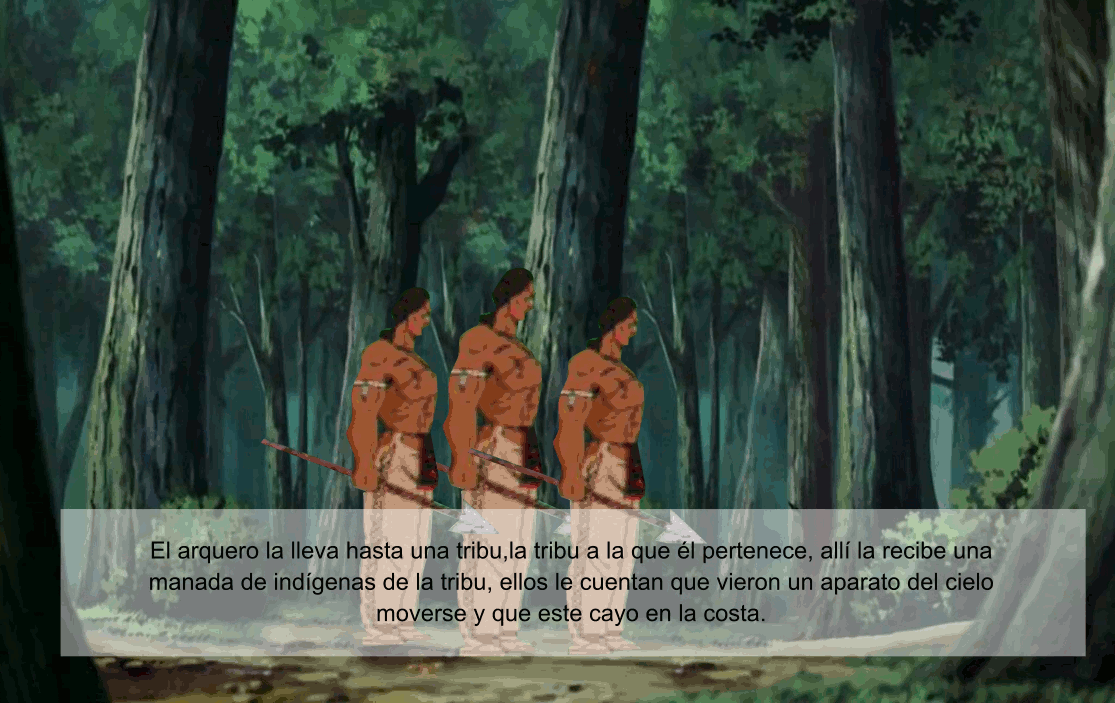 El arquero la lleva hasta una tribu,la tribu a la que él pertenece, allí la recibe una
manada de indígenas de la tribu, ellos le cuentan que vieron un aparato del cielo
moverse y que este cayo en la costa.